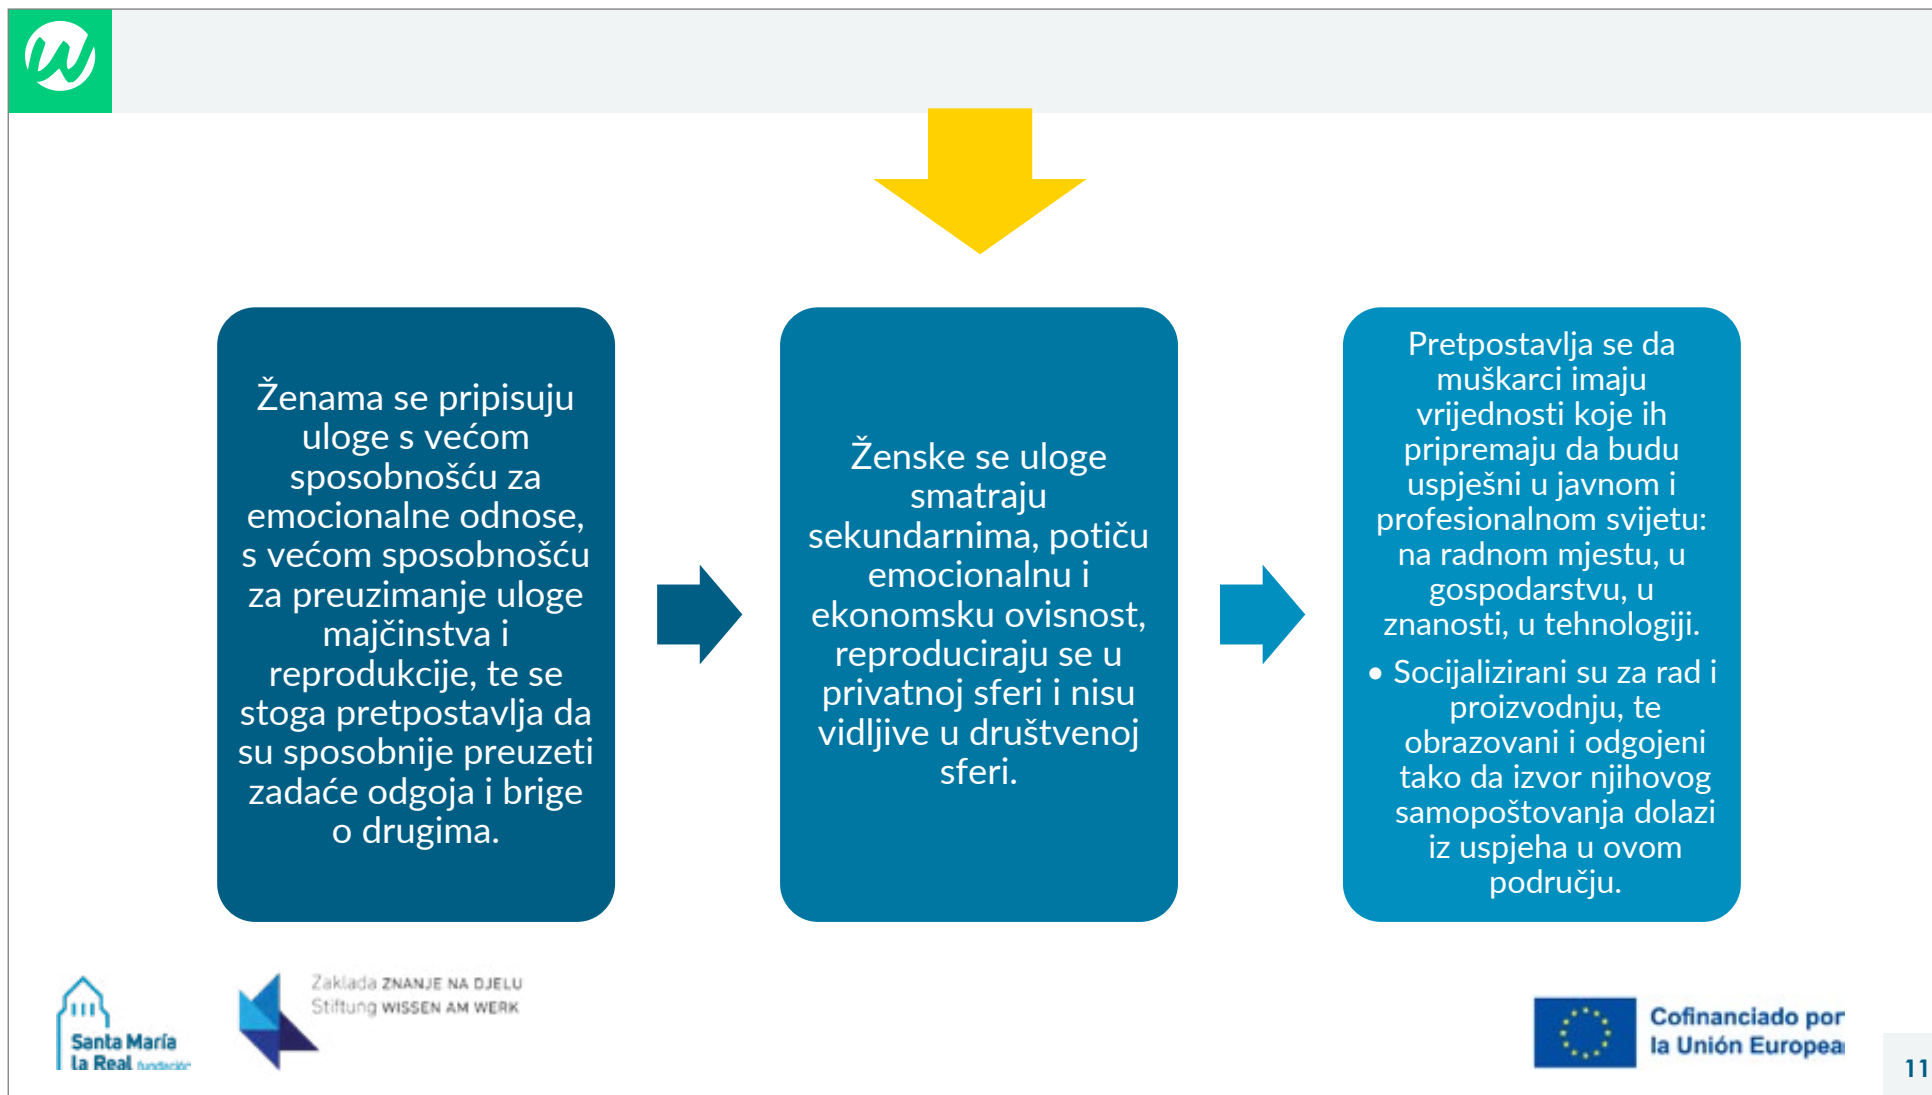 Ženama se pripisuju
uloge s većom
sposobnošću za
emocionalne odnose,
s većom sposobnošću
za preuzimanje uloge
majčinstva i
reprodukcije, te se
stoga pretpostavlja da
su sposobnije preuzeti
zadaće odgoja i brige
o drugima.
Ženske se uloge
smatraju
sekundarnima, potiču
emocionalnu i
ekonomsku ovisnost,
reproduciraju se u
privatnoj sferi i nisu
vidljive u društvenoj
sferi.
Pretpostavlja se da
muškarci imaju
vrijednosti koje ih
pripremaju da budu
uspješni u javnom i
profesionalnom svijetu:
na radnom mjestu, u
gospodarstvu, u
znanosti, u tehnologiji.
• Socijalizirani su za rad i
proizvodnju, te
obrazovani i odgojeni
tako da izvor njihovog
samopoštovanja dolazi
iz uspjeha u ovom
području.
Santa María
la Real fundación
Zaklada ZNANJE NA DJELU
Stiftung WISSEN AM WERK
Cofinanciado por
la Unión Europea
11